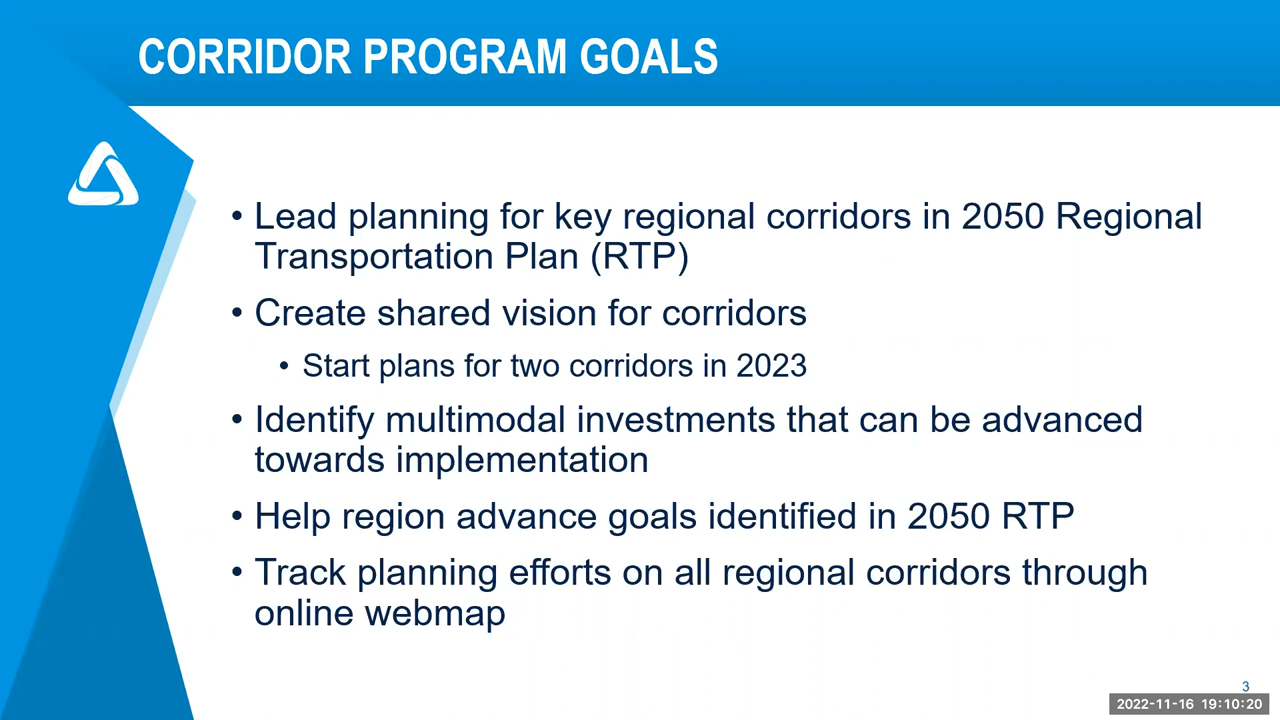 CORRIDOR PROGRAM GOALS
• Lead planning for key regional corridors in 2050 Regional
Transportation Plan (RTP)
• Create shared vision for corridors
• Start plans for two corridors in 2023
• Identify multimodal investments that can be advanced
towards implementation
• Help region advance goals identified in 2050 RTP
• Track planning efforts on all regional corridors through
online webmap
3
2022-11-16 19:10:20